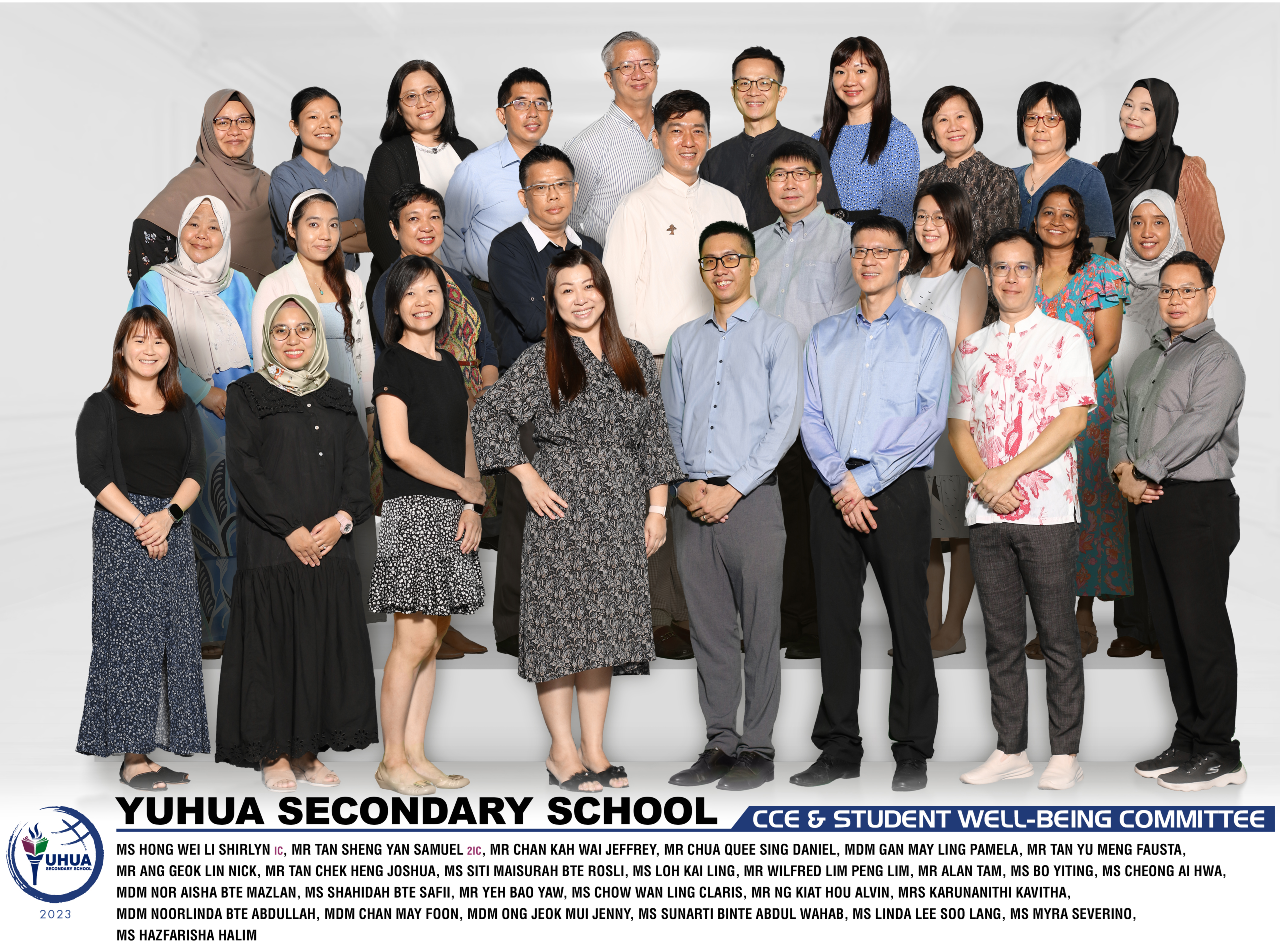 YUHUA SECONDARY SCHOOL
CCE & STUDENT WELL-BEING COMMITTEE
YUHUA
SECONDARY SCHOOL
2023
MS HONG WEI LI SHIRLYN IC, MR TAN SHENG YAN SAMUEL 2IC, MR CHAN KAH WAI JEFFREY, MR CHUA QUEE SING DANIEL, MDM GAN MAY LING PAMELA, MR TAN YU MENG FAUSTA,
MR ANG GEOK LIN NICK, MR TAN CHEK HENG JOSHUA, MS SITI MAISURAH BTE ROSLI, MS LOH KAI LING, MR WILFRED LIM PENG LIM, MR ALAN TAM, MS BO YITING, MS CHEONG AI HWA,
MDM NOR AISHA BTE MAZLAN, MS SHAHIDAH BTE SAFII, MR YEH BAO YAW, MS CHOW WAN LING CLARIS, MR NG KIAT HOU ALVIN, MRS KARUNANITHI KAVITHA,
MDM NOORLINDA BTE ABDULLAH, MDM CHAN MAY FOON, MDM ONG JEOK MUI JENNY, MS SUNARTI BINTE ABDUL WAHAB, MS LINDA LEE SOO LANG, MS MYRA SEVERINO,
MS HAZFARISHA HALIM